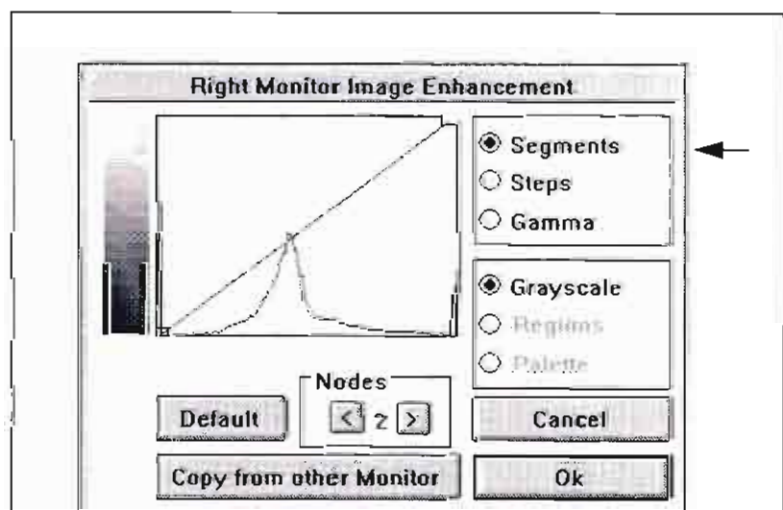 Right Monitor Image Enhancement
Segments
Steps
Gamma
Grayscale
Regions
Palette
Nodes
< 2 >
Default
Cancel
Copy from other Monitor
Ok